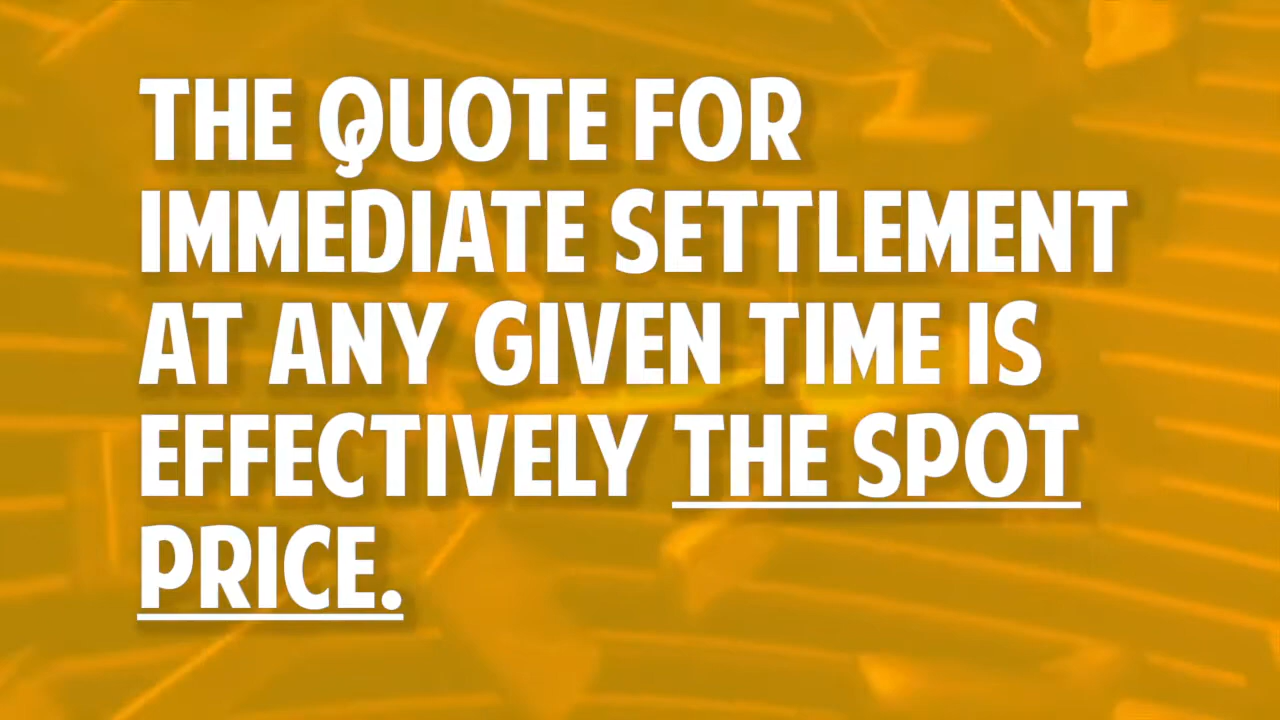 THE QUOTE FOR
IMMEDIATE SETTLEMENT
AT ANY GIVEN TIME IS
EFFECTIVELY THE SPOT
PRICE.